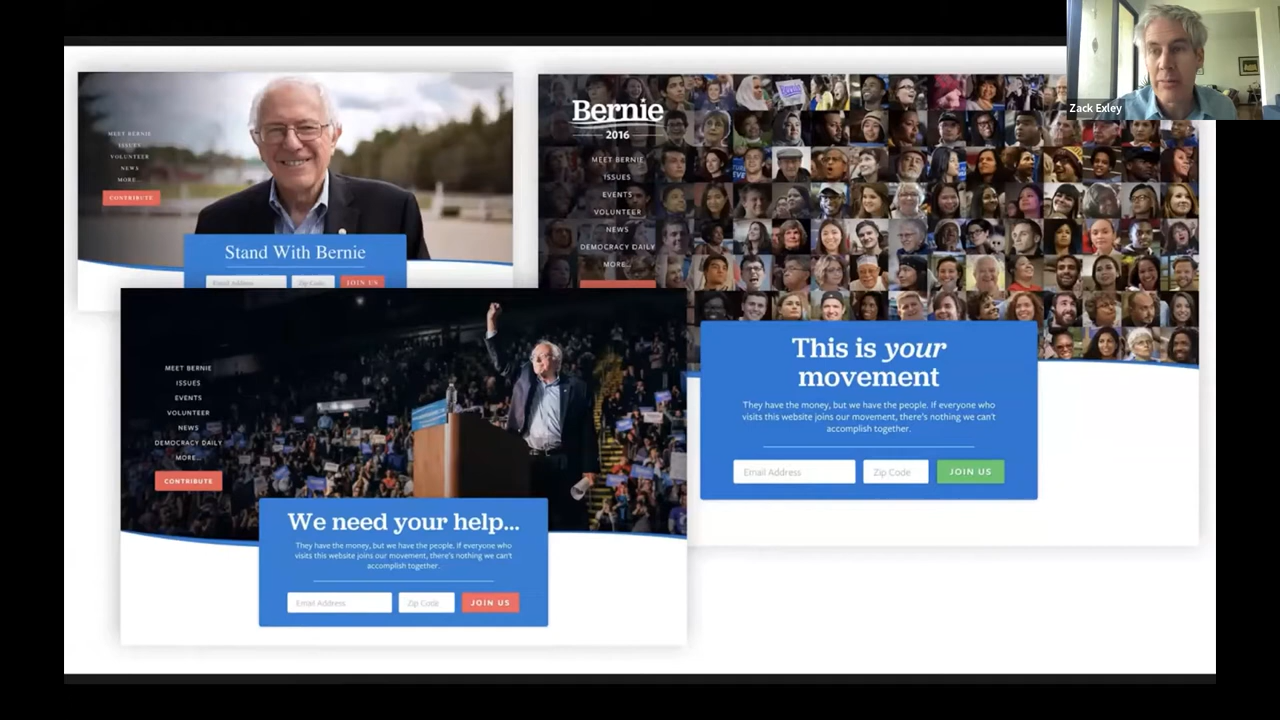 Zack Exley
MEET BERNIE
ISSUES
VOLUNTEER
NEWS
MORE...
CONTRIBUTE
Stand With Bernie
Email Address
Zip Code
JOIN US
Bernie
2016
MEET BERNIE
ISSUES
EVENTS
VOLUNTEER
NEWS
DEMOCRACY DAILY
MORE...
This is your
movement
They have the money, but we have the people. If everyone who
visits this website joins our movement, there's nothing we can't
accomplish together.
Email Address
Zip Code
JOIN US
MEET BERNIE
ISSUES
EVENTS
VOLUNTEER
NEWS
DEMOCRACY DAILY
MORE...
CONTRIBUTE
We need your help...
They have the money, but we have the people. If everyone who
visits this website joins our movement, there's nothing we can't
accomplish together.
Email Address
Zip Code
JOIN US